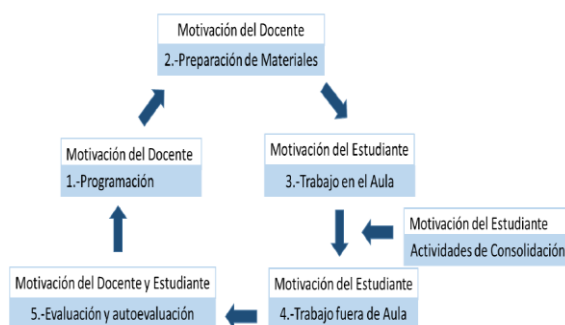 Motivación del Docente
2.-Preparación de Materiales
Motivación del Docente
1.-Programación
Motivación del Estudiante
3.-Trabajo en el Aula
Motivación del Estudiante
Actividades de Consolidación
Motivación del Docente y Estudiante
5.-Evaluación y autoevaluación
Motivación del Estudiante
4.-Trabajo fuera de Aula